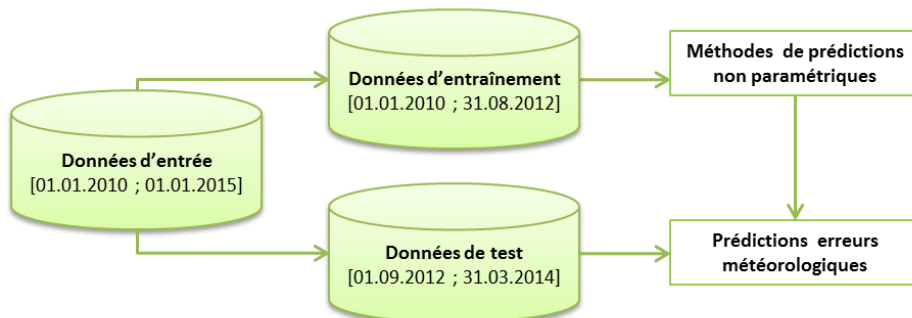 Données d'entrée
[01.01.2010 ; 01.01.2015]
Données d'entraînement
[01.01.2010 ; 31.08.2012]
Méthodes de prédictions
non paramétriques
Données de test
[01.09.2012 ; 31.03.2014]
Prédictions erreurs
météorologiques